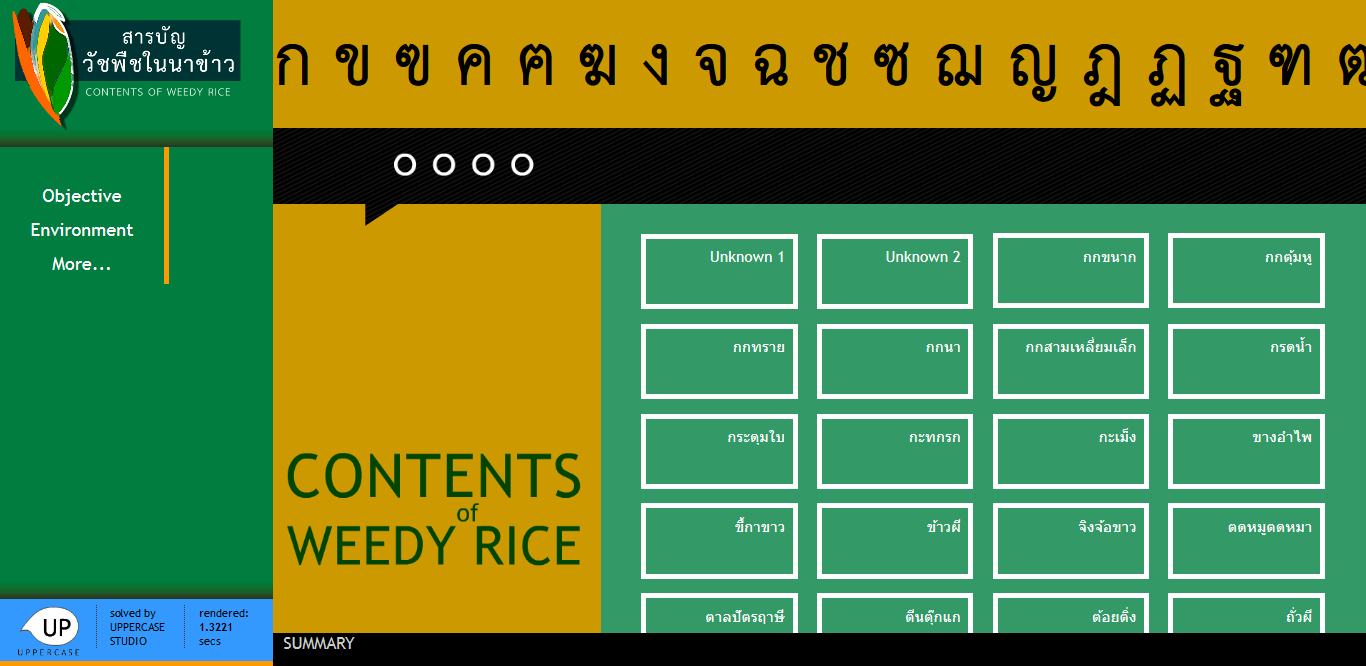 สารบัญ
วัชพืชในนาข้าว
CONTENTS OF WEEDY RICE
ก ข ฃ ค ฅ ฆ ง จ ฉ ช ซ ฌ ญ ฎ ฏ ฐ ฑ ฒ
Objective
Environment
More...
Unknown 1 Unknown 2 กกขนาก กกตุ้มหู
กกทราย กกนา กกสามเหลี่ยมเล็ก กรดน้ำ
กระดุมใบ กะทกรก กะเม็ง ขางอำไพ
ขี้กาขาว ข้าวผี จิงจ้อขาว ตดหมูตดหมา
ตาลปัตรฤาษี ตีนตุ๊กแก ต้อยติ่ง ถั่วผี
CONTENTS
of
WEEDY RICE
UP
UPPERCASE
solved by
UPPERCASE
STUDIO
rendered:
1.3221
secs
SUMMARY